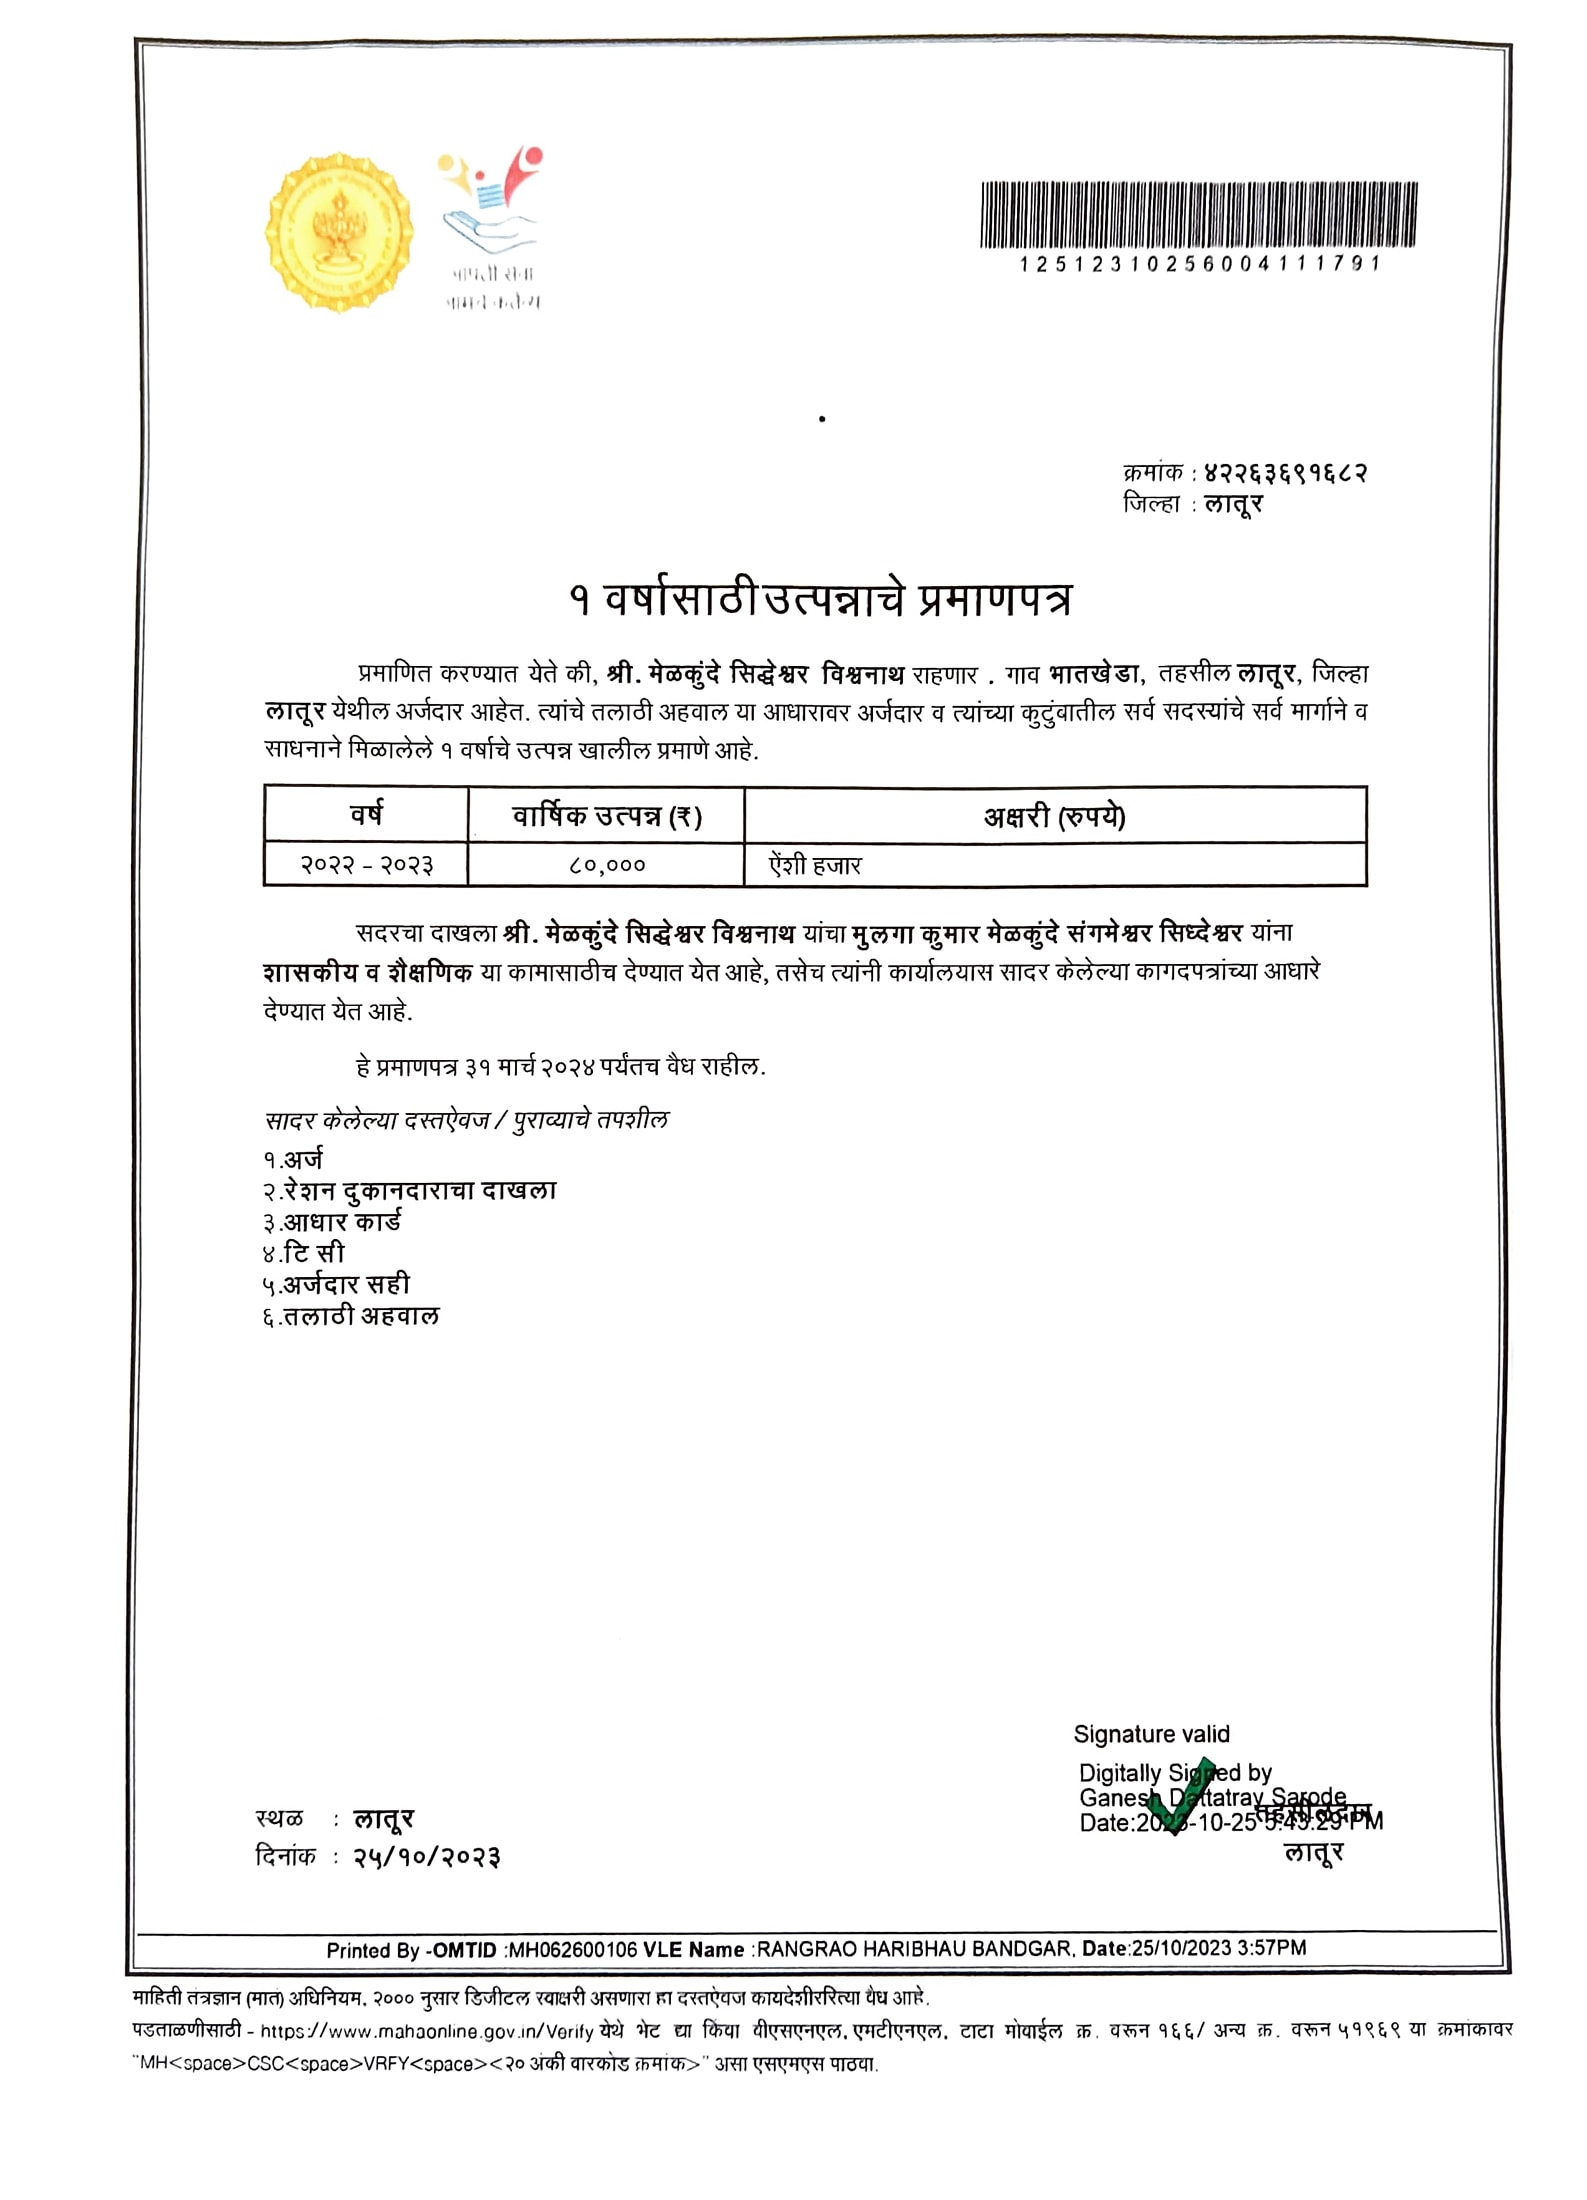 आपली सेवा
आमचे कर्तव्य
12512310256004111791
क्रमांक : ४२२६३६९१६८२
जिल्हा : लातूर
१ वर्षासाठी उत्पन्नाचे प्रमाणपत्र
प्रमाणित करण्यात येते की, श्री. मेळकुंदे सिद्धेश्वर विश्वनाथ राहणार . गाव भातखेडा, तहसील लातूर, जिल्हा
लातूर येथील अर्जदार आहेत. त्यांचे तलाठी अहवाल या आधारावर अर्जदार व त्यांच्या कुटुंबातील सर्व सदस्यांचे सर्व मार्गाने व
साधनाने मिळालेले १ वर्षाचे उत्पन्न खालील प्रमाणे आहे.
वर्ष वार्षिक उत्पन्न (₹) अक्षरी (रुपये)
२०२२ - २०२३ ८०,००० ऐंशी हजार
सदरचा दाखला श्री. मेळकुंदे सिद्धेश्वर विश्वनाथ यांचा मुलगा कुमार मेळकुंदे संगमेश्वर सिध्देश्वर यांना
शासकीय व शैक्षणिक या कामासाठीच देण्यात येत आहे, तसेच त्यांनी कार्यालयास सादर केलेल्या कागदपत्रांच्या आधारे
देण्यात येत आहे.
हे प्रमाणपत्र ३१ मार्च २०२४ पर्यंतच वैध राहील.
सादर केलेल्या दस्तऐवज / पुराव्याचे तपशील
१.अर्ज
२.रेशन दुकानदाराचा दाखला
३.आधार कार्ड
४.टि सी
५.अर्जदार सही
६.तलाठी अहवाल
Signature valid
Digitally Signed by
Ganesh Dattatray Sarode
तहसीलदार
Date:2023-10-25 5:43:29 PM
लातूर
स्थळ : लातूर
दिनांक : २५/१०/२०२३
Printed By -OMTID :MH062600106 VLE Name :RANGRAO HARIBHAU BANDGAR, Date:25/10/2023 3:57PM
माहिती तंत्रज्ञान (मातं) अधिनियम, २००० नुसार डिजीटल स्वाक्षरी असणारा हा दस्तऐवज कायदेशीररित्या वैध आहे.
पडताळणीसाठी - https://www.mahaonline.gov.in/Verify येथे भेट द्या किंवा बीएसएनएल, एमटीएनएल, टाटा मोबाईल क्र. वरून १६६/ अन्य क्र. वरून ५१९६९ या क्रमांकावर
"MH<space>CSC<space>VRFY<space><२० अंकी बारकोड क्रमांक>" असा एसएमएस पाठवा.